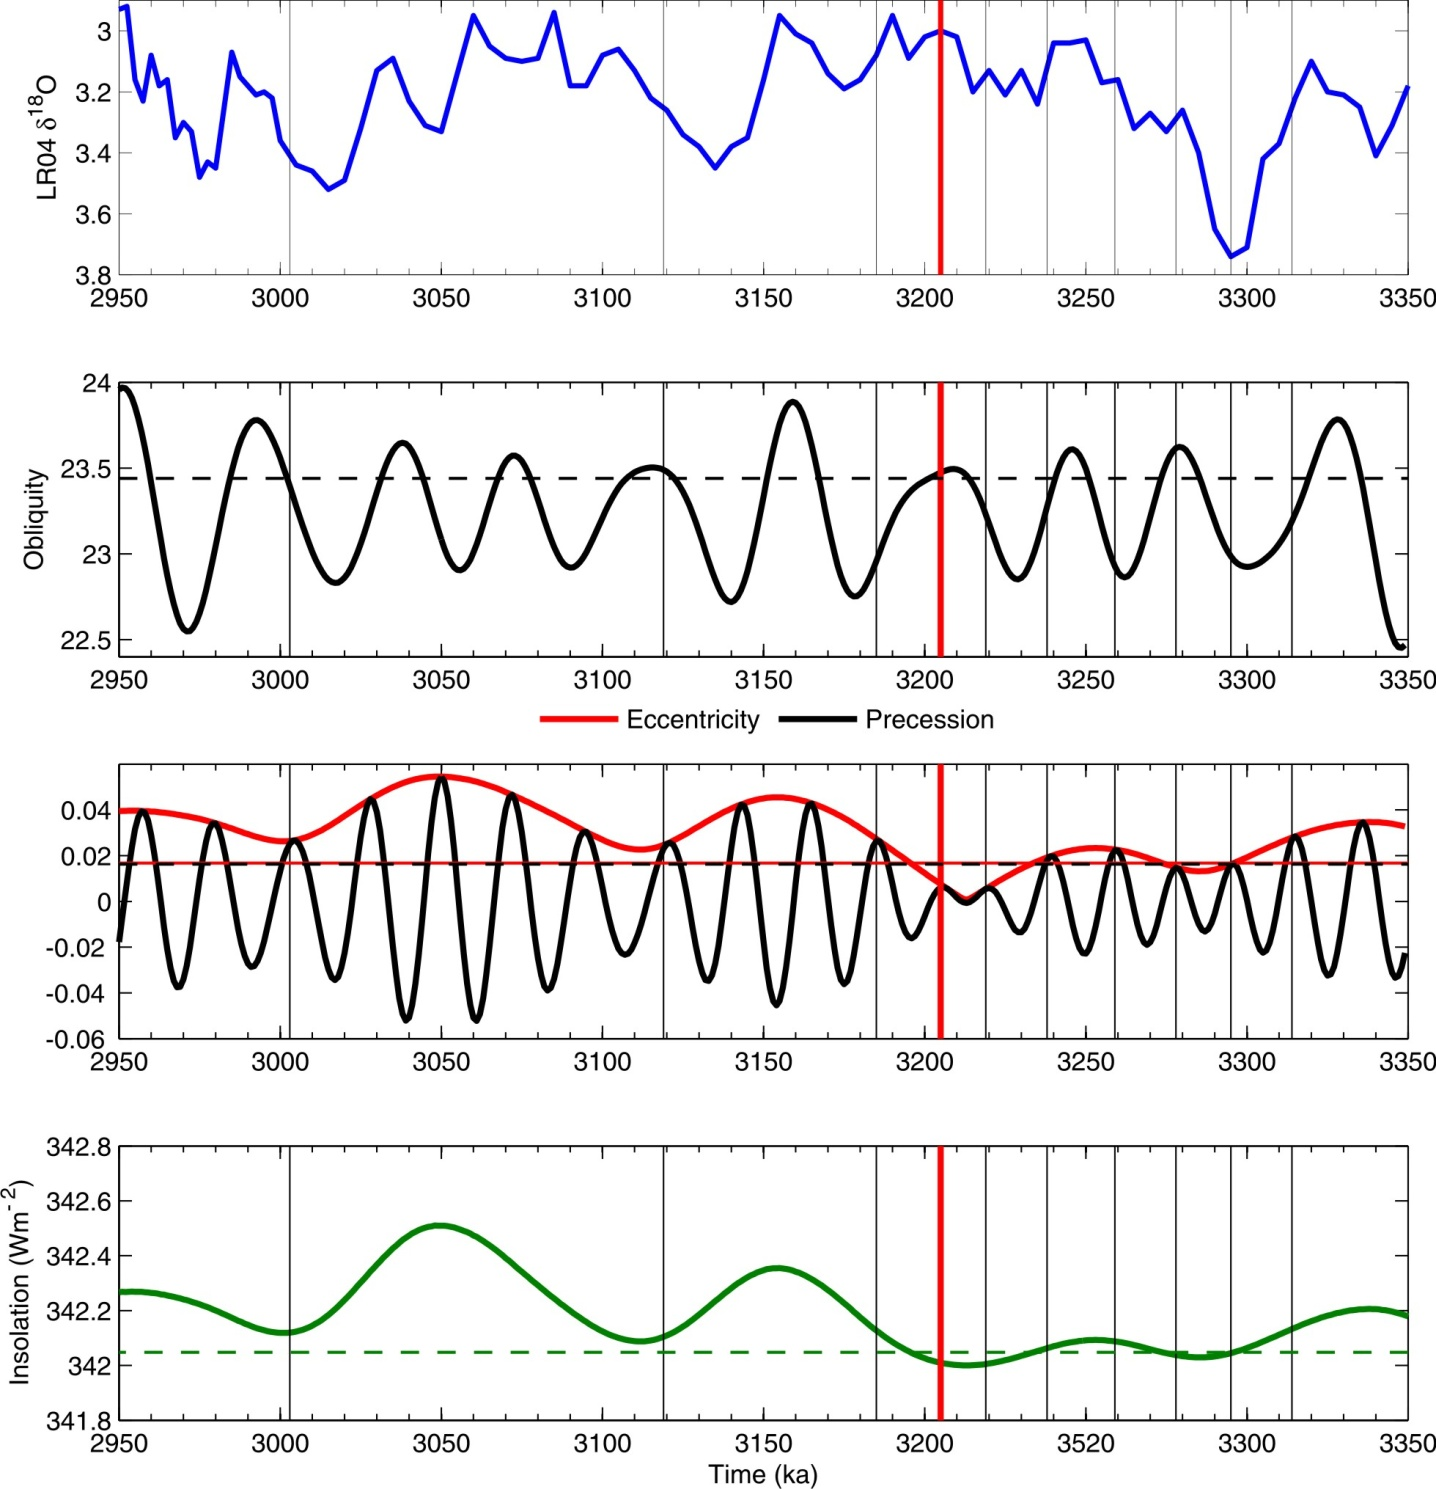 LR04 δ18O
3
3.2
3.4
3.6
3.8
2950 3000 3050 3100 3150 3200 3250 3300 3350
Obliquity
24
23.5
23
22.5
2950 3000 3050 3100 3150 3200 3250 3300 3350
Eccentricity Precession
0.04
0.02
0
-0.02
-0.04
-0.06
2950 3000 3050 3100 3150 3200 3250 3300 3350
Insolation (Wm-2)
342.8
342.6
342.4
342.2
342
341.8
2950 3000 3050 3100 3150 3200 3520 3300 3350
Time (ka)